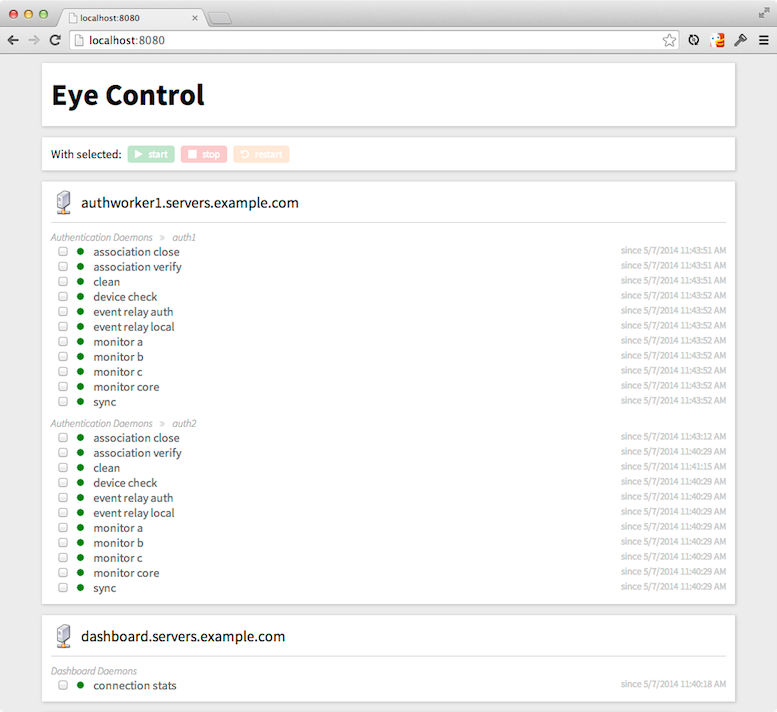 localhost:8080
localhost:8080
Eye Control
With selected: start stop restart
authworker1.servers.example.com
Authentication Daemons » auth1
association close since 5/7/2014 11:43:51 AM
association verify since 5/7/2014 11:43:51 AM
clean since 5/7/2014 11:43:51 AM
device check since 5/7/2014 11:43:52 AM
event relay auth since 5/7/2014 11:43:52 AM
event relay local since 5/7/2014 11:43:52 AM
monitor a since 5/7/2014 11:43:52 AM
monitor b since 5/7/2014 11:43:52 AM
monitor c since 5/7/2014 11:43:52 AM
monitor core since 5/7/2014 11:43:52 AM
sync since 5/7/2014 11:43:52 AM
Authentication Daemons » auth2
association close since 5/7/2014 11:43:12 AM
association verify since 5/7/2014 11:40:29 AM
clean since 5/7/2014 11:41:15 AM
device check since 5/7/2014 11:40:29 AM
event relay auth since 5/7/2014 11:40:29 AM
event relay local since 5/7/2014 11:40:29 AM
monitor a since 5/7/2014 11:40:29 AM
monitor b since 5/7/2014 11:40:29 AM
monitor c since 5/7/2014 11:40:29 AM
monitor core since 5/7/2014 11:40:29 AM
sync since 5/7/2014 11:40:29 AM
dashboard.servers.example.com
Dashboard Daemons
connection stats since 5/7/2014 11:40:18 AM